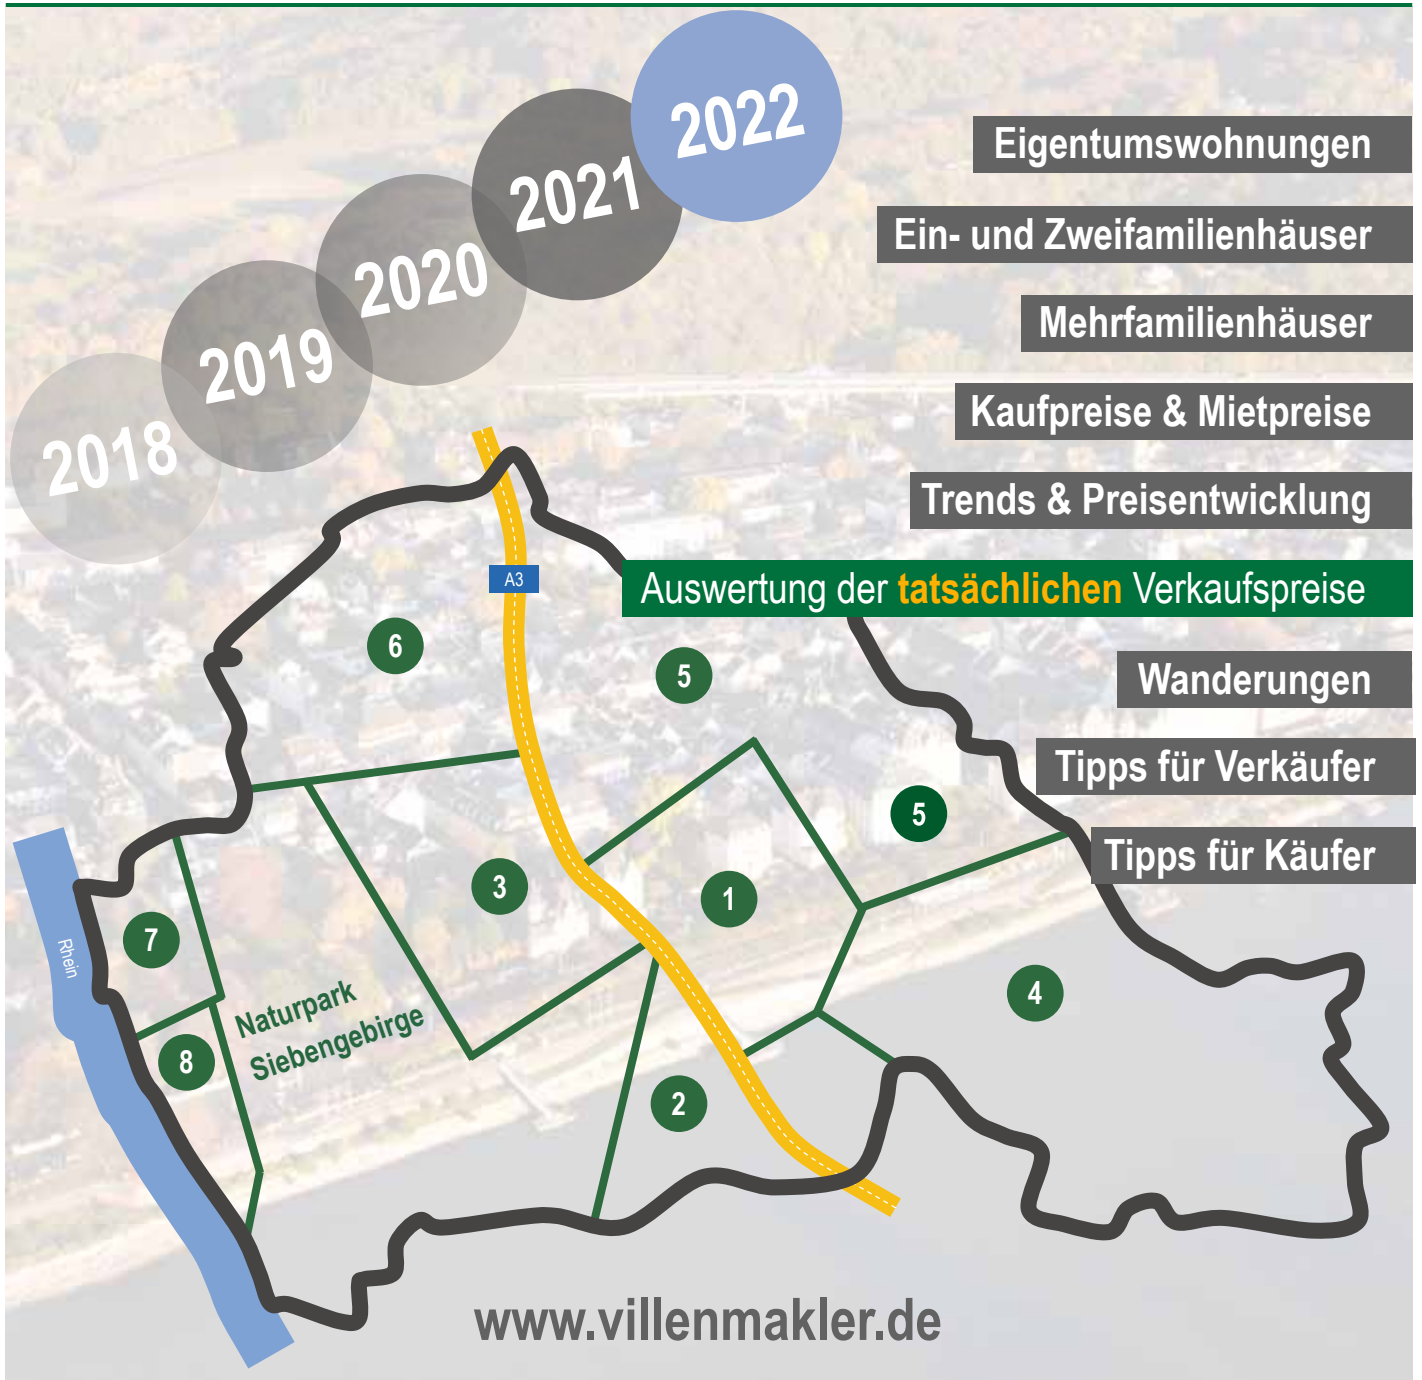 2022
2021
2020
2019
2018
Eigentumswohnungen
Ein- und Zweifamilienhäuser
Mehrfamilienhäuser
Kaufpreise & Mietpreise
Trends & Preisentwicklung
Auswertung der tatsächlichen Verkaufspreise
Wanderungen
Tipps für Verkäufer
Tipps für Käufer
A3
6
5
5
3
1
7
4
8
2
Rhein
Naturpark
Siebengebirge
www.villenmakler.de